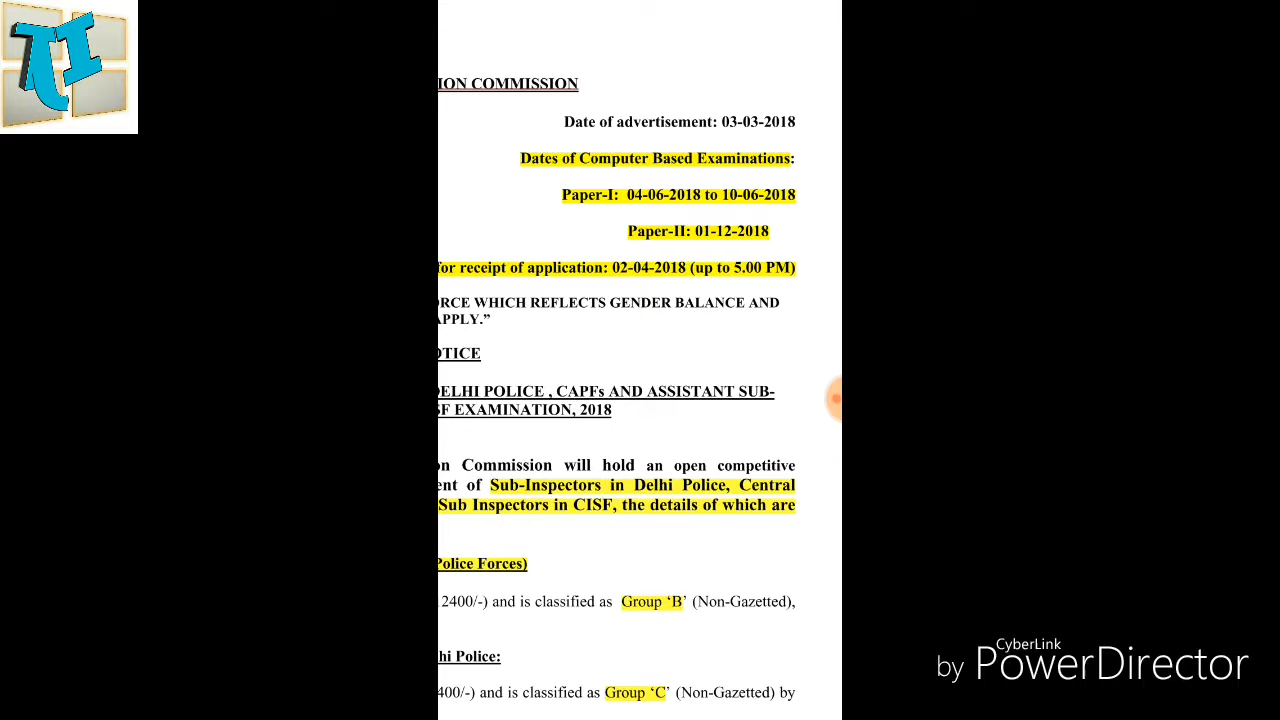 ION COMMISSION
Date of advertisement: 03-03-2018
Dates of Computer Based Examinations:
Paper-I: 04-06-2018 to 10-06-2018
Paper-II: 01-12-2018
for receipt of application: 02-04-2018 (up to 5.00 PM)
ORCE WHICH REFLECTS GENDER BALANCE AND
APPLY.”
OTICE
DELHI POLICE , CAPFs AND ASSISTANT SUB-
SF EXAMINATION, 2018
on Commission will hold an open competitive
ent of Sub-Inspectors in Delhi Police, Central
Sub Inspectors in CISF, the details of which are
Police Forces)
2400/-) and is classified as Group ‘B’ (Non-Gazetted),
hi Police:
400/-) and is classified as Group ‘C’ (Non-Gazetted) by
CyberLink
by PowerDirector